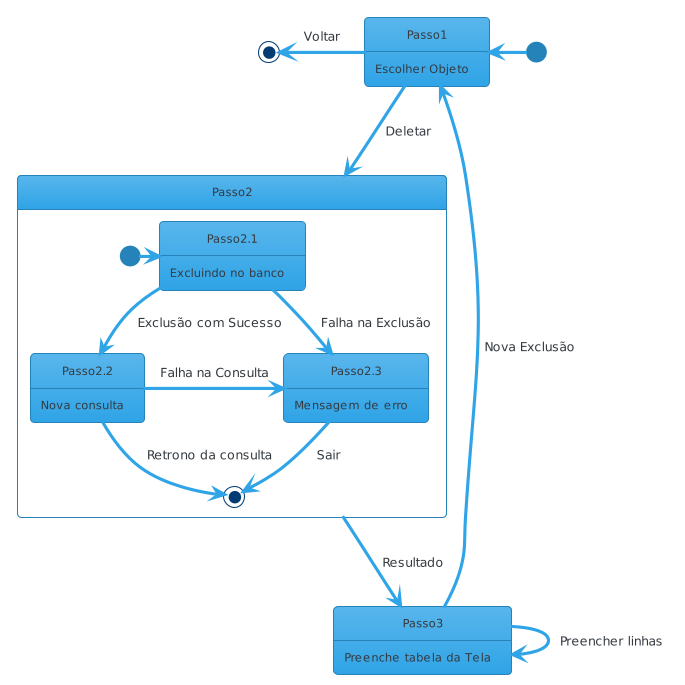 Voltar
Passo1
Escolher Objeto
Deletar
Passo2
Passo2.1
Excluindo no banco
Exclusão com Sucesso
Falha na Exclusão
Nova Exclusão
Passo2.2
Nova consulta
Falha na Consulta
Passo2.3
Mensagem de erro
Retrono da consulta
Sair
Resultado
Passo3
Preenche tabela da Tela
Preencher linhas